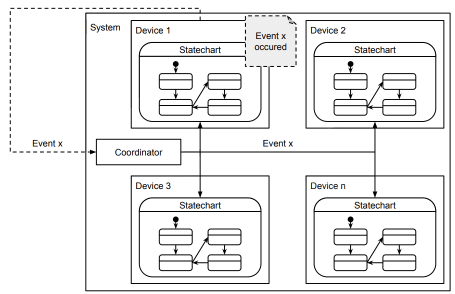 System
Device 1
Event x
occured
Device 2
Statechart
Statechart
Event x
Coordinator
Event x
Device 3
Device n
Statechart
Statechart